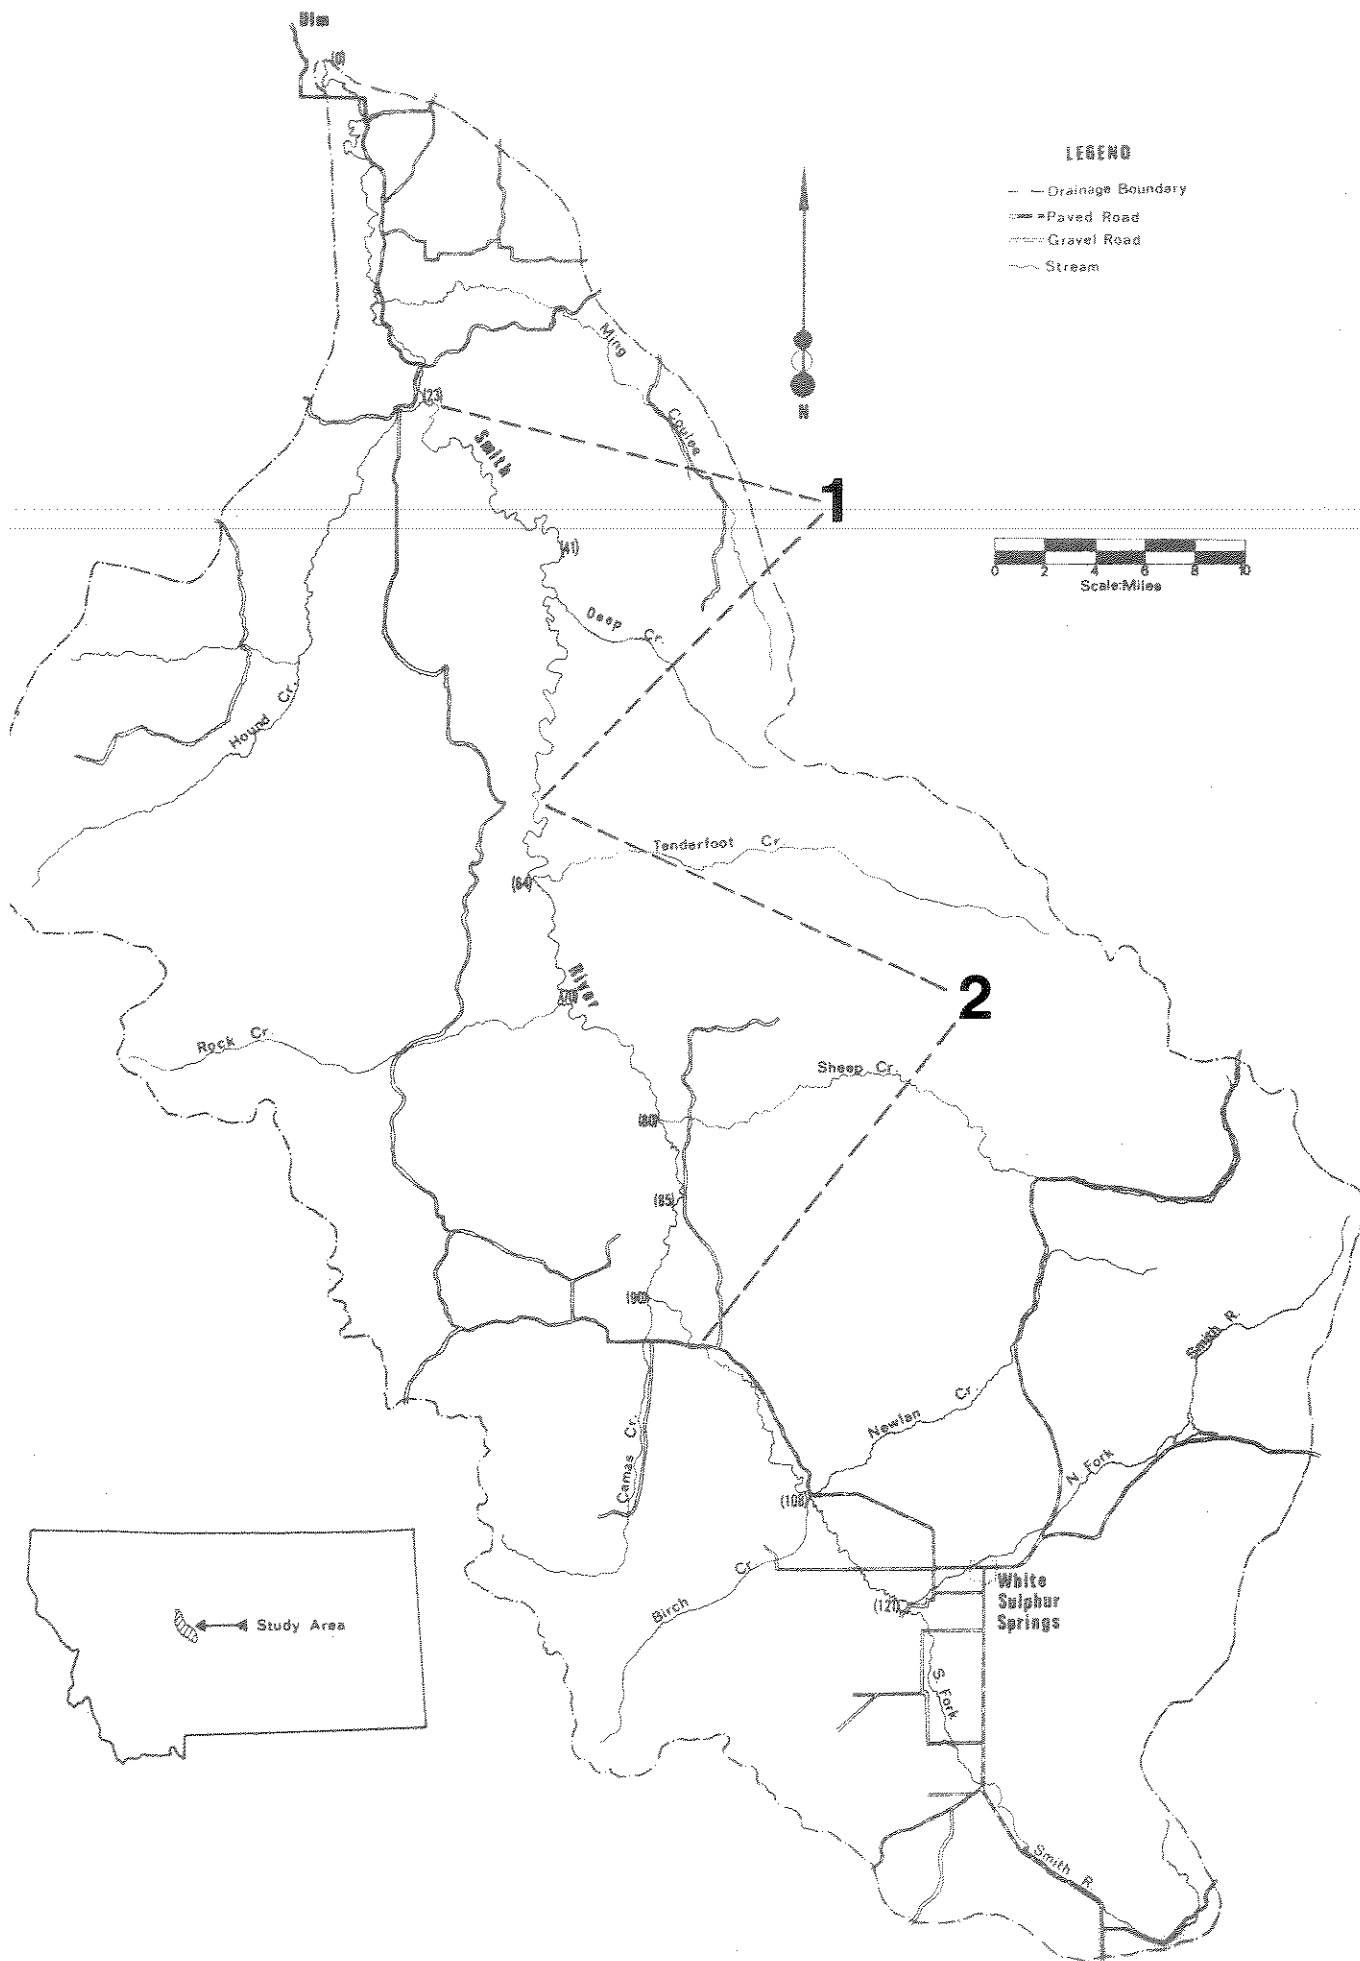 Ulm
(0)
LEGEND
Drainage Boundary
Paved Road
Gravel Road
Stream
N
Ming
Coulee
(23)
Smith
1
(41)
0 2 4 6 8 10
Scale:Miles
Deep Cr.
Hound Cr.
Tenderfoot Cr.
(64)
River
2
Rock Cr.
Sheep Cr.
(80)
(85)
(90)
Smith R.
Newlan Cr.
Camas Cr.
N Fork
(108)
Cr.
Birch
White
Sulphur
Springs
(121)
Study Area
S. Fork
Smith R.